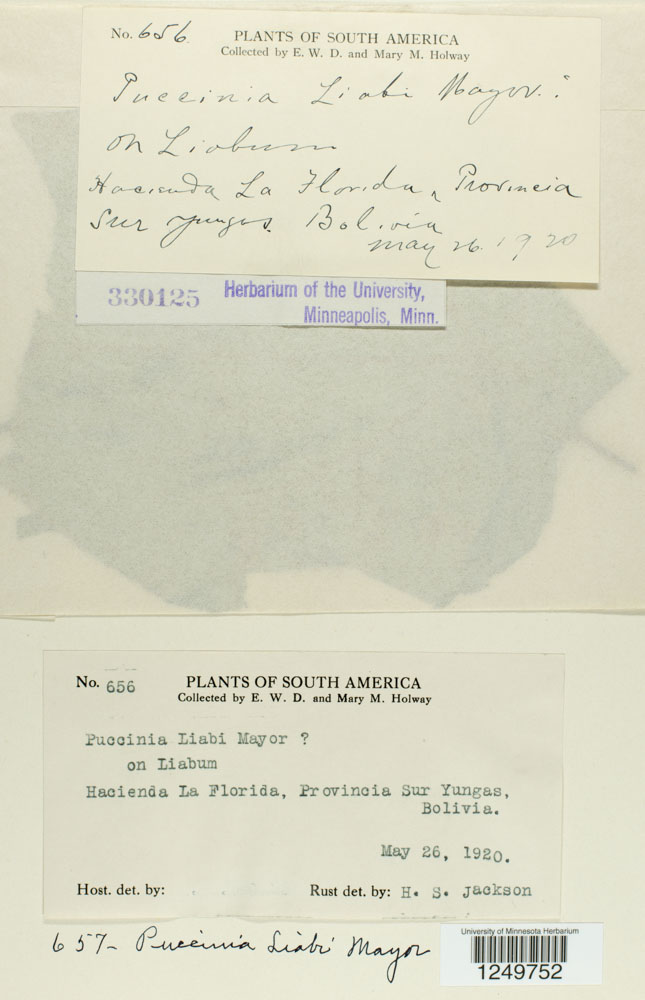 No. 656 PLANTS OF SOUTH AMERICA
Collected by E. W. D. and Mary M. Holway
Puccinia Liabi Mayor. ?
on Liabum
Hacienda La Florida, Provincia
Sur Yungas. Bolivia
May 26. 1920
330125 Herbarium of the University,
Minneapolis, Minn.
No. 656 PLANTS OF SOUTH AMERICA
Collected by E. W. D. and Mary M. Holway
Puccinia Liabi Mayor ?
on Liabum
Hacienda La Florida, Provincia Sur Yungas,
Bolivia.
May 26, 1920.
Host. det. by: Rust det. by: H. S. Jackson
657- Puccinia Liabi Mayor
University of Minnesota Herbarium
1249752